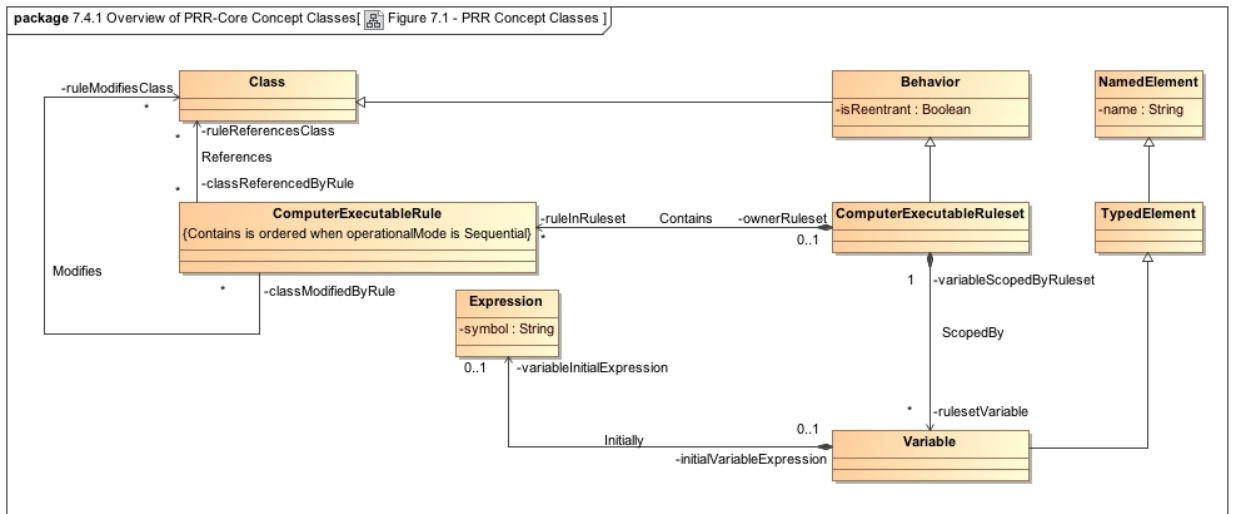 package 7.4.1 Overview of PRR-Core Concept Classes[ Figure 7.1 - PRR Concept Classes ]
Class
Behavior
-isReentrant : Boolean
NamedElement
-name : String
-ruleModifiesClass
*
*
-ruleReferencesClass
References
*
-classReferencedByRule
ComputerExecutableRule
{Contains is ordered when operationalMode is Sequential}
-ruleInRuleset
*
Contains
-ownerRuleset
0..1
ComputerExecutableRuleset
TypedElement
Modifies
*
-classModifiedByRule
1
-variableScopedByRuleset
Expression
-symbol : String
ScopedBy
0..1
-variableInitialExpression
*
-rulesetVariable
0..1
Initially
-initialVariableExpression
Variable